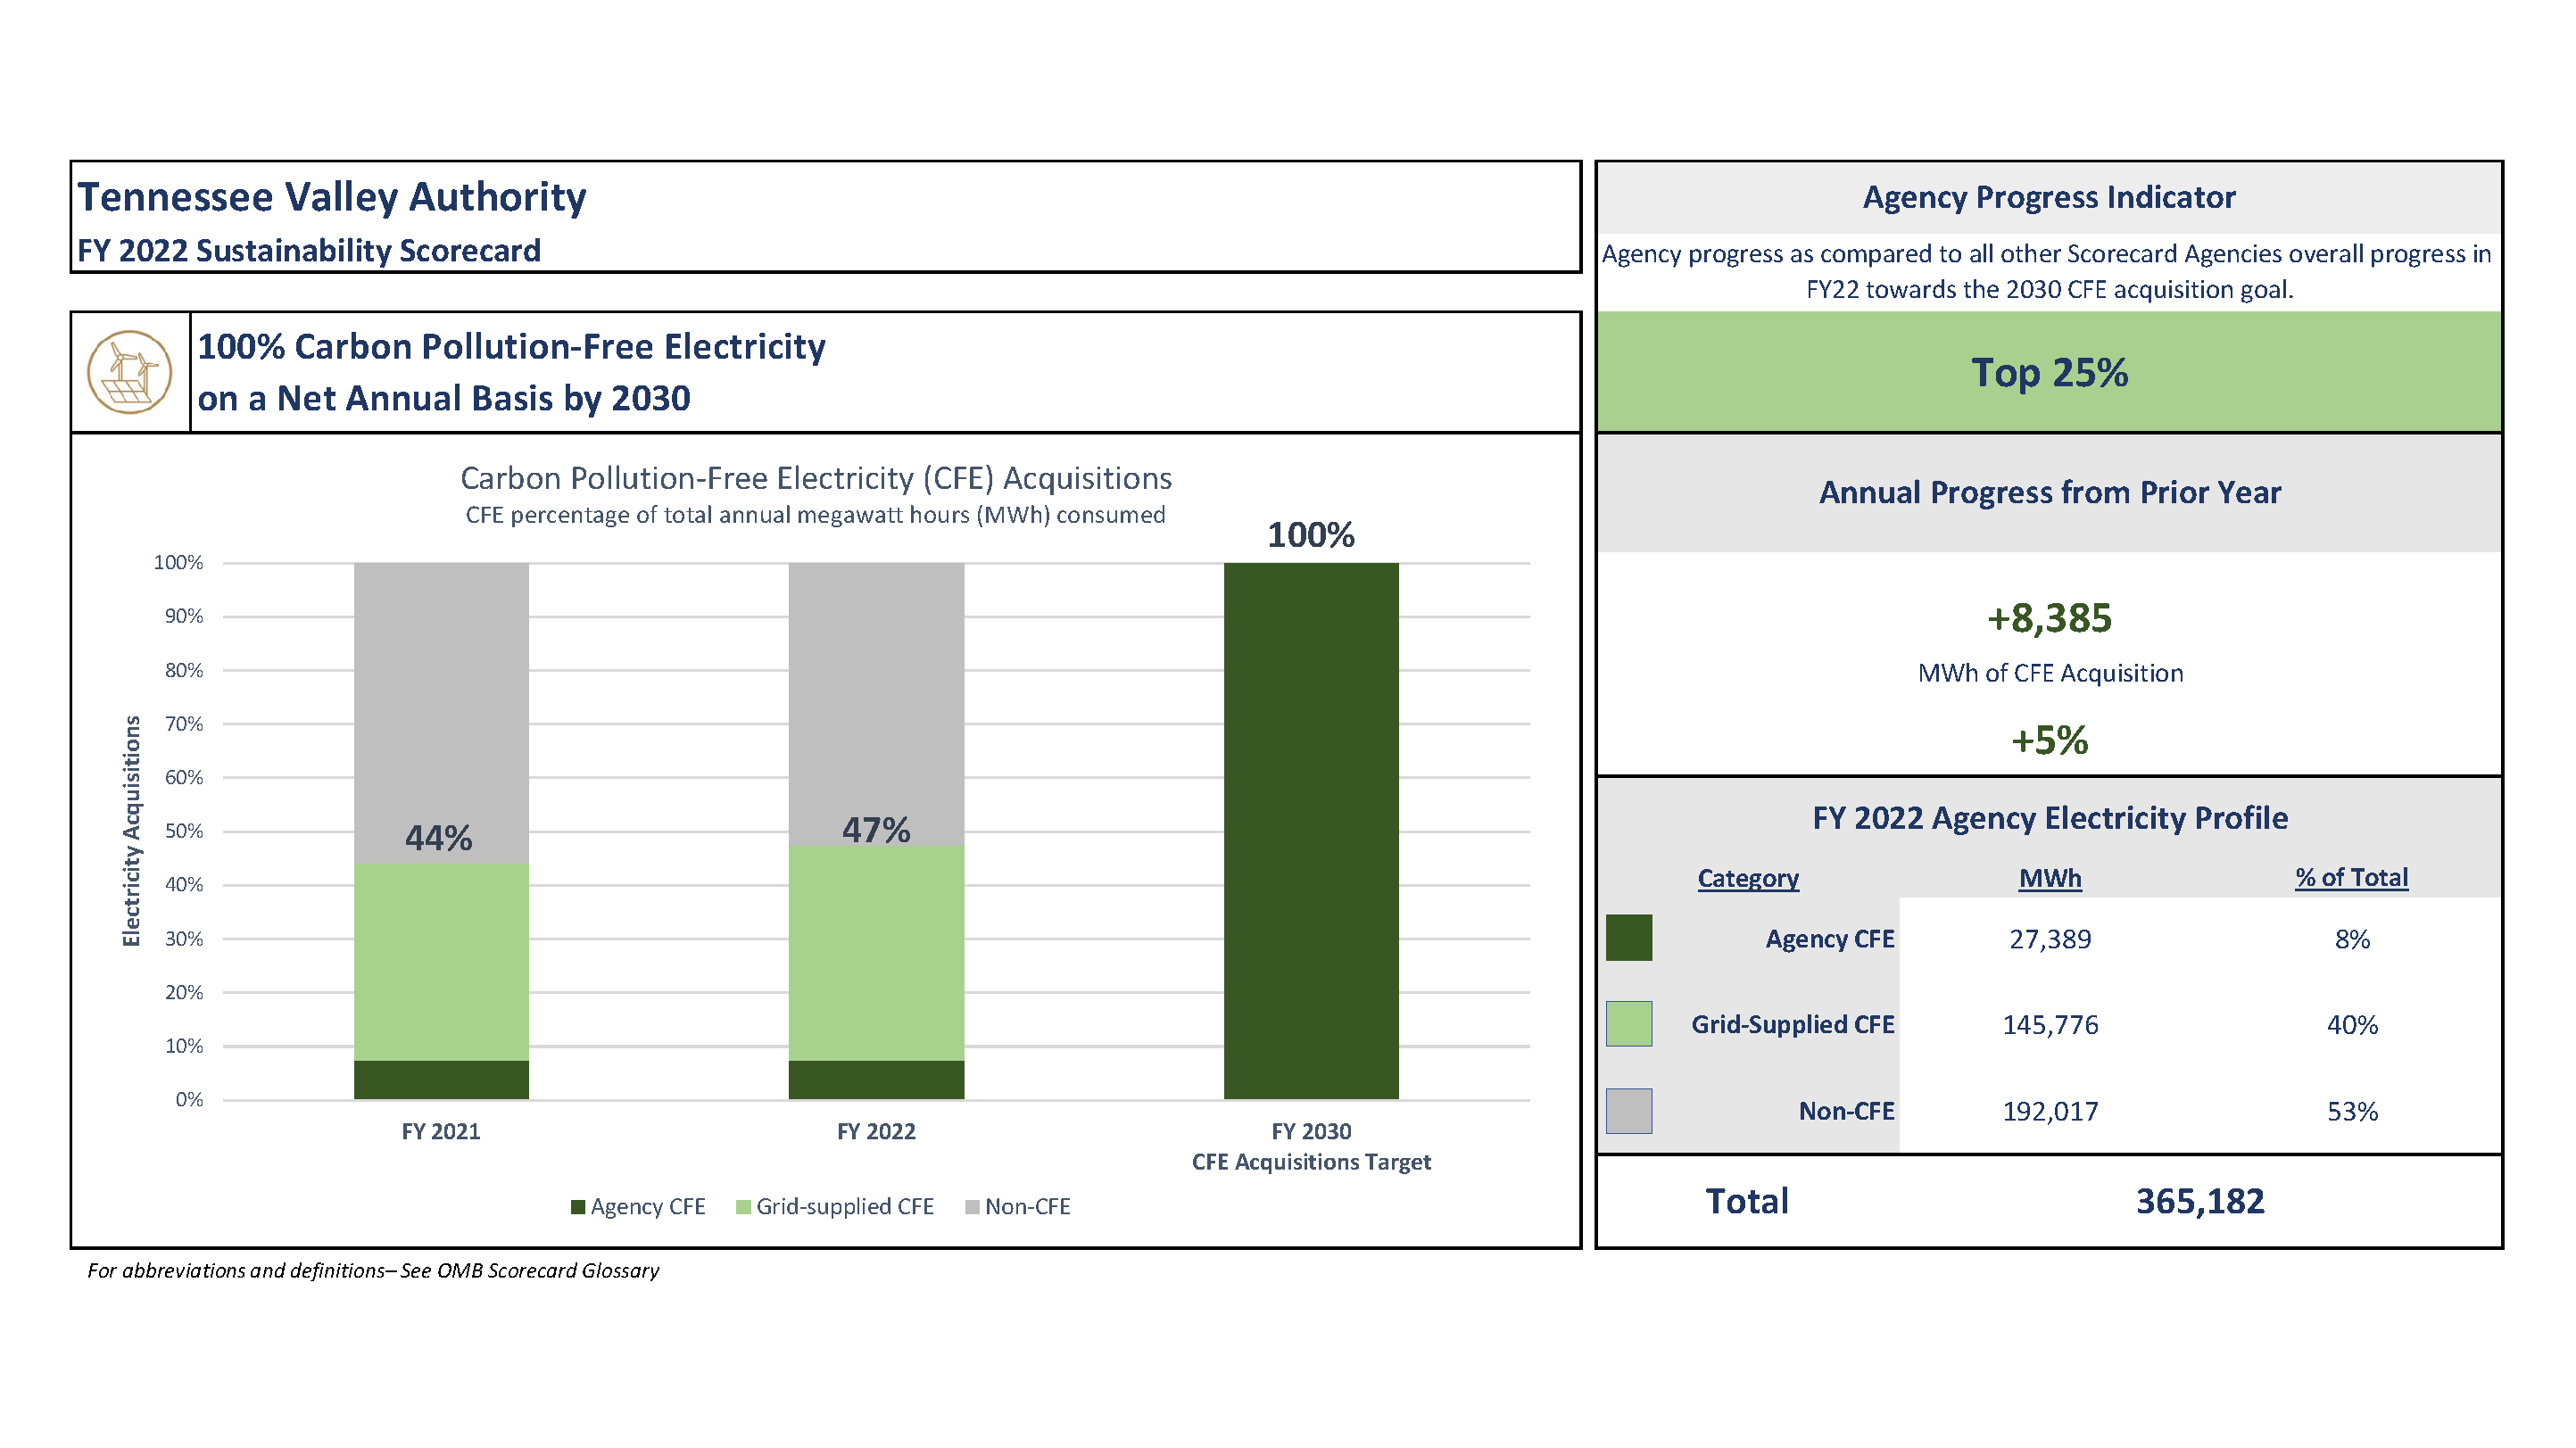 Tennessee Valley Authority
FY 2022 Sustainability Scorecard
100% Carbon Pollution-Free Electricity
on a Net Annual Basis by 2030
Carbon Pollution-Free Electricity (CFE) Acquisitions
CFE percentage of total annual megawatt hours (MWh) consumed
Electricity Acquisitions
100%
90%
80%
70%
60%
50%
40%
30%
20%
10%
0%
44%
47%
100%
FY 2021
FY 2022
FY 2030
CFE Acquisitions Target
Agency CFE Grid-supplied CFE Non-CFE
For abbreviations and definitions– See OMB Scorecard Glossary
Agency Progress Indicator
Agency progress as compared to all other Scorecard Agencies overall progress in
FY22 towards the 2030 CFE acquisition goal.
Top 25%
Annual Progress from Prior Year
+8,385
MWh of CFE Acquisition
+5%
FY 2022 Agency Electricity Profile
Category MWh % of Total
Agency CFE 27,389 8%
Grid-Supplied CFE 145,776 40%
Non-CFE 192,017 53%
Total 365,182